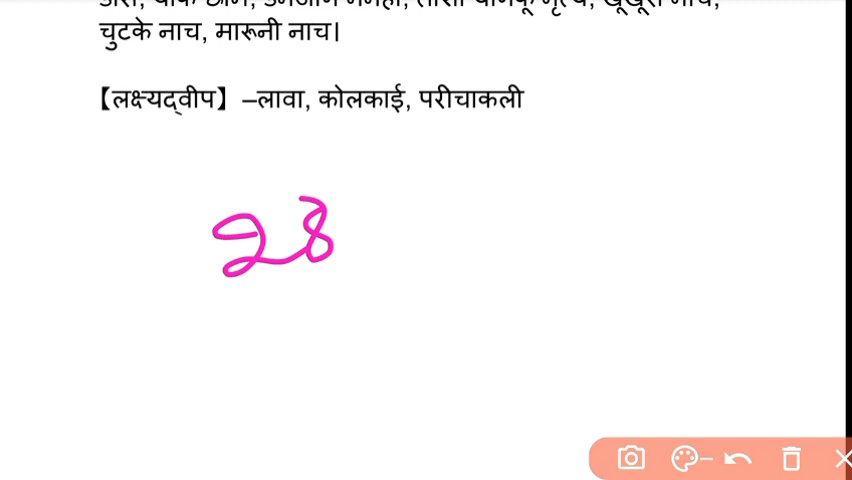 चुटके नाच, मारूनी नाच।
【लक्ष्यद्वीप】 –लावा, कोलकाई, परीचाकली
28